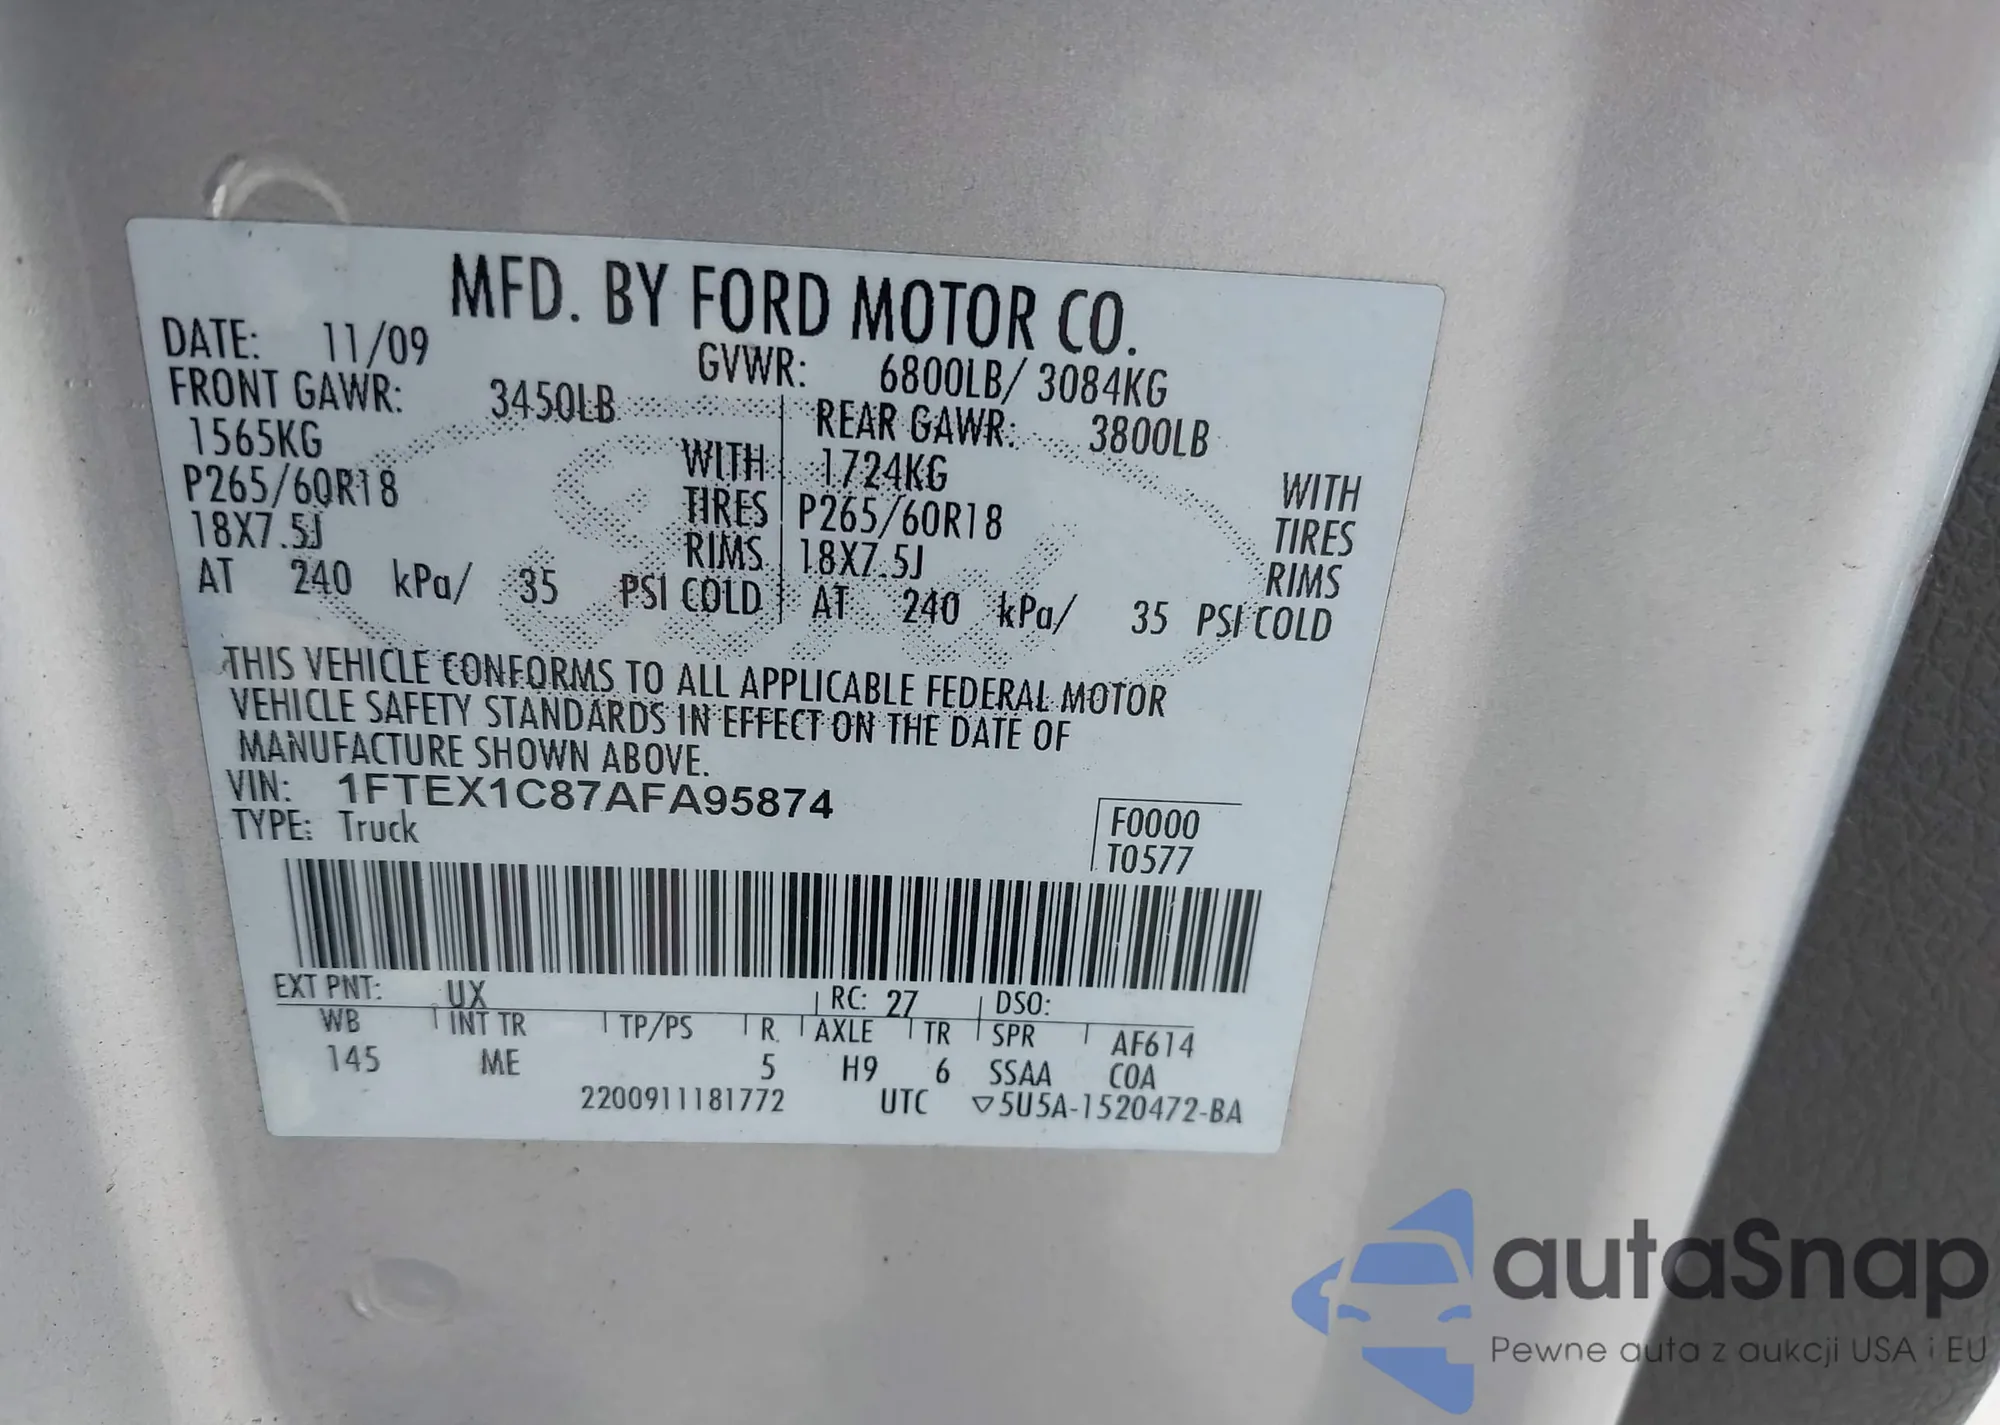 MFD. BY FORD MOTOR CO.
DATE: 11/09 GVWR: 6800LB/ 3084KG
FRONT GAWR: 3450LB REAR GAWR: 3800LB
1565KG WITH 1724KG WITH
P265/60R18 TIRES P265/60R18 TIRES
18X7.5J RIMS 18X7.5J RIMS
AT 240 kPa/ 35 PSI COLD AT 240 kPa/ 35 PSI COLD
THIS VEHICLE CONFORMS TO ALL APPLICABLE FEDERAL MOTOR
VEHICLE SAFETY STANDARDS IN EFFECT ON THE DATE OF
MANUFACTURE SHOWN ABOVE.
VIN: 1FTEX1C87AFA95874 F0000
TYPE: Truck T0577
EXT PNT: UX RC: 27 DSO:
WB INT TR TP/PS R AXLE TR SPR AF614
145 ME 5 H9 6 SSAA COA
2200911181772 UTC ▽5U5A-1520472-BA
autaSnap
Pewne auta z aukcji USA i EU